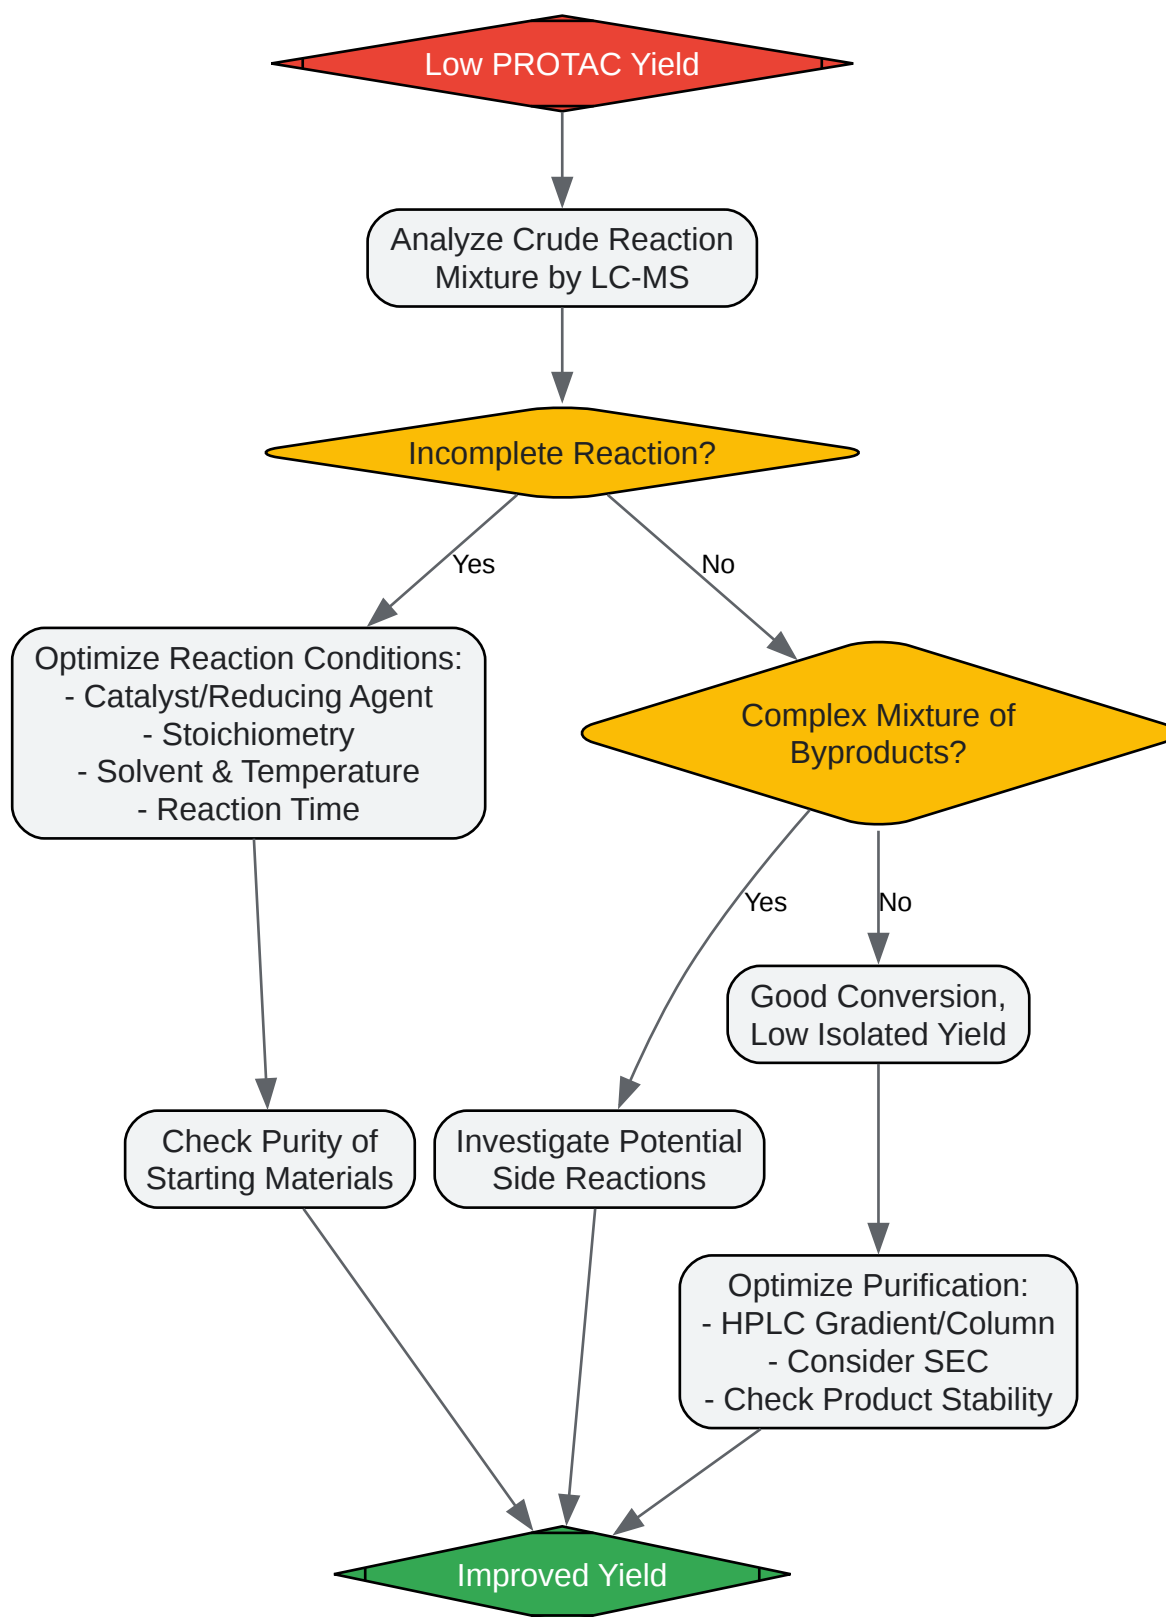 Low PROTAC Yield
Analyze Crude Reaction
Mixture by LC-MS
Incomplete Reaction?
Yes
No
Optimize Reaction Conditions:
- Catalyst/Reducing Agent
- Stoichiometry
- Solvent & Temperature
- Reaction Time
Complex Mixture of
Byproducts?
Yes
No
Good Conversion,
Low Isolated Yield
Check Purity of
Starting Materials
Investigate Potential
Side Reactions
Optimize Purification:
- HPLC Gradient/Column
- Consider SEC
- Check Product Stability
Improved Yield